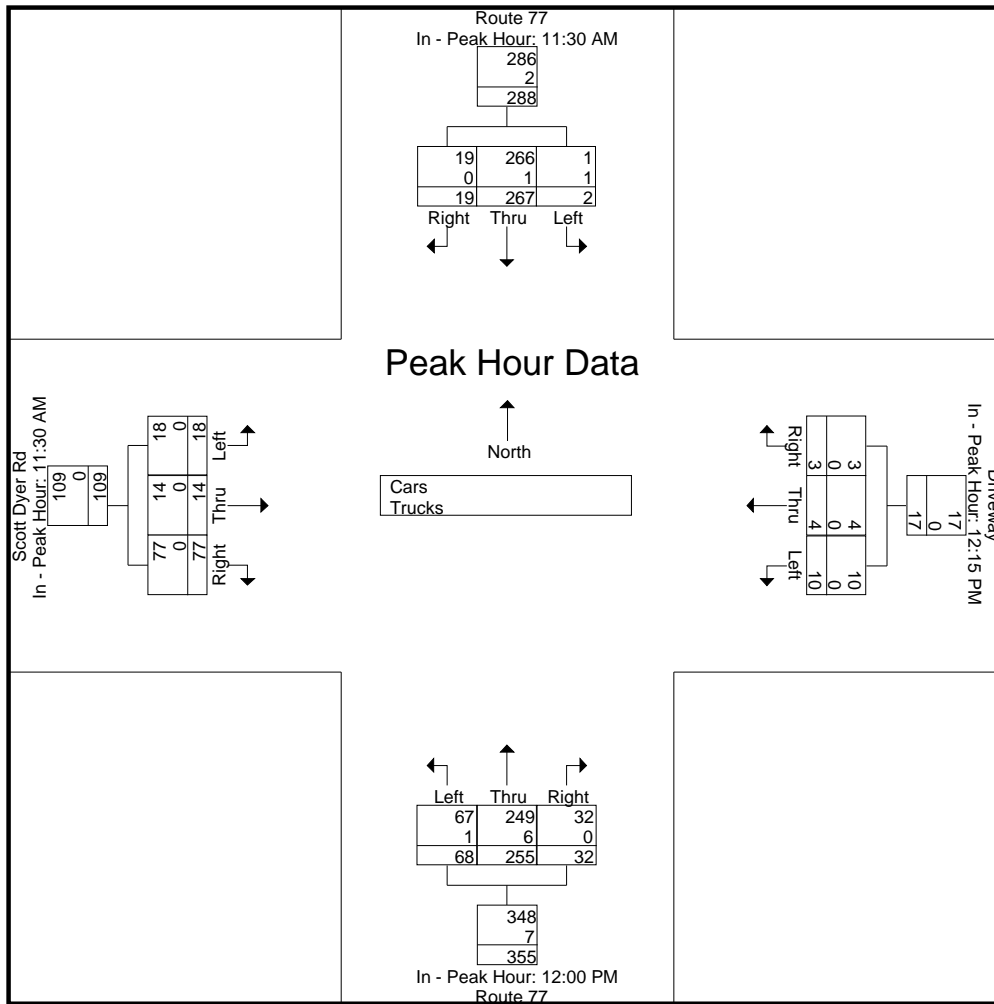 Route 77
In - Peak Hour: 11:30 AM
286
2
288
19 266 1
0 1 1
19 267 2
Right Thru Left
Peak Hour Data
North
Cars
Trucks
Scott Dyer Rd
In - Peak Hour: 11:30 AM
109
0
109
Left Thru Right
18 14 77
0 0 0
18 14 77
Right Thru Left
3 4 10
0 0 0
3 4 10
17
0
17
Driveway
In - Peak Hour: 12:15 PM
Left Thru Right
67 249 32
1 6 0
68 255 32
348
7
355
In - Peak Hour: 12:00 PM
Route 77